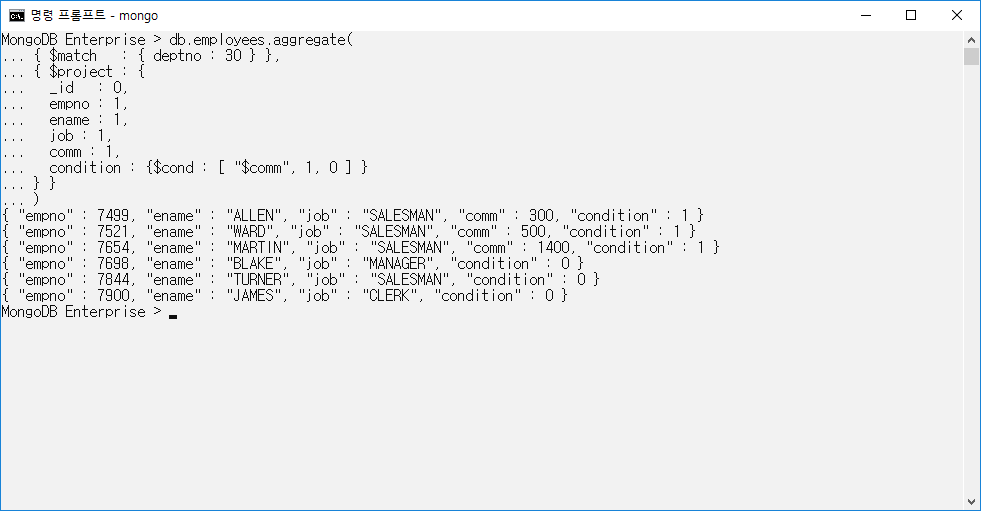 명령 프롬프트 - mongo
MongoDB Enterprise > db.employees.aggregate(
... { $match   : { deptno : 30 } },
... { $project : {
...   _id   : 0,
...   empno : 1,
...   ename : 1,
...   job : 1,
...   comm : 1,
...   condition : {$cond : [ "$comm", 1, 0 ] }
... } }
... )
{ "empno" : 7499, "ename" : "ALLEN", "job" : "SALESMAN", "comm" : 300, "condition" : 1 }
{ "empno" : 7521, "ename" : "WARD", "job" : "SALESMAN", "comm" : 500, "condition" : 1 }
{ "empno" : 7654, "ename" : "MARTIN", "job" : "SALESMAN", "comm" : 1400, "condition" : 1 }
{ "empno" : 7698, "ename" : "BLAKE", "job" : "MANAGER", "condition" : 0 }
{ "empno" : 7844, "ename" : "TURNER", "job" : "SALESMAN", "condition" : 0 }
{ "empno" : 7900, "ename" : "JAMES", "job" : "CLERK", "condition" : 0 }
MongoDB Enterprise >